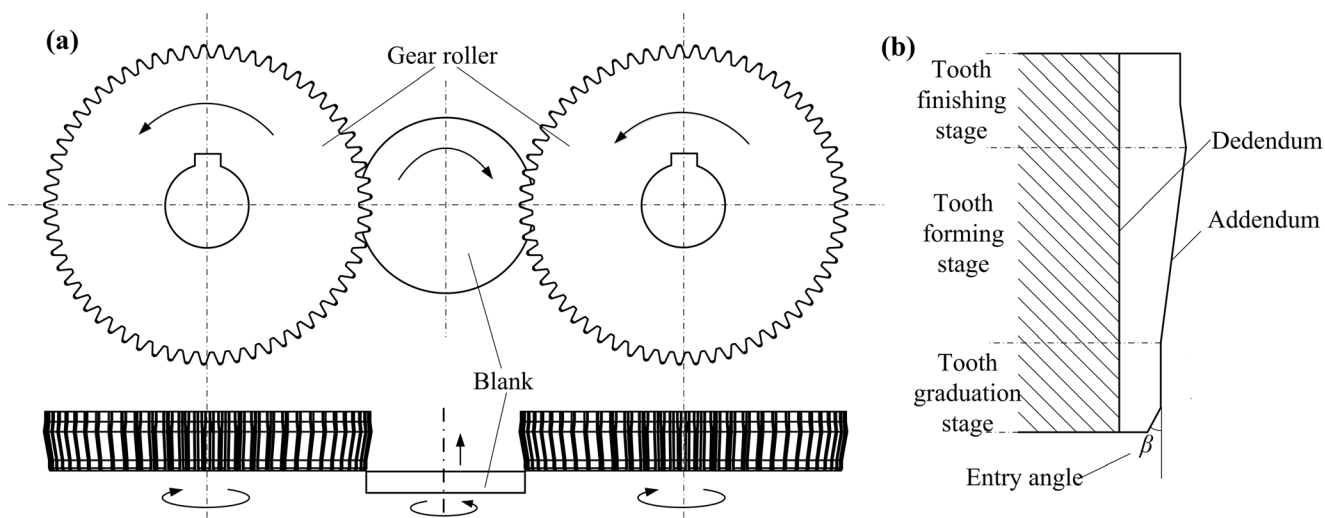 (a)
Gear roller
Blank
(b)
Tooth
finishing
stage
Dedendum
Tooth
forming
stage
Addendum
Tooth
graduation
stage
β
Entry angle